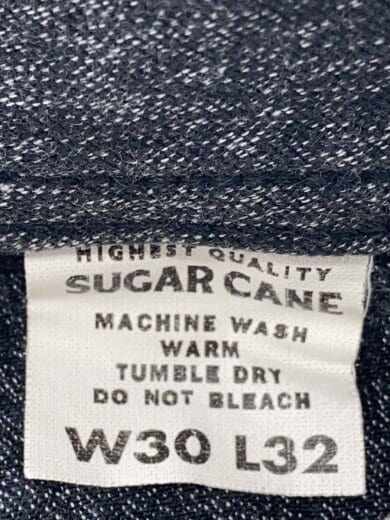 HIGHEST QUALITY
SUGAR CANE
MACHINE WASH
WARM
TUMBLE DRY
DO NOT BLEACH
W30 L32